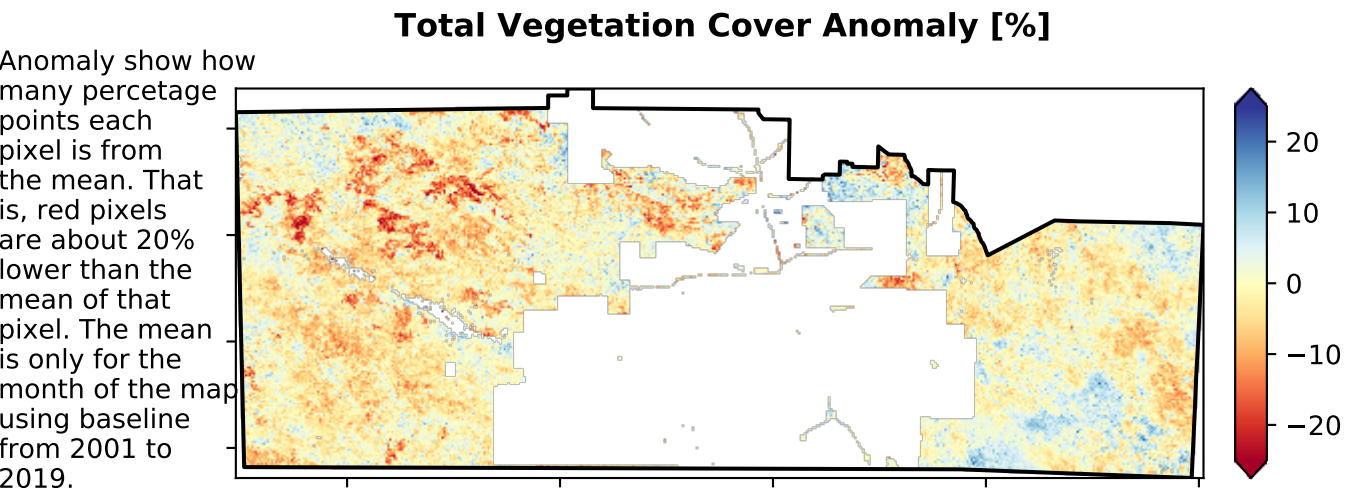 Total Vegetation Cover Anomaly [%]
Anomaly show how
many percetage
points each
pixel is from
the mean. That
is, red pixels
are about 20%
lower than the
mean of that
pixel. The mean
is only for the
month of the map
using baseline
from 2001 to
2019.
20
10
0
−10
−20